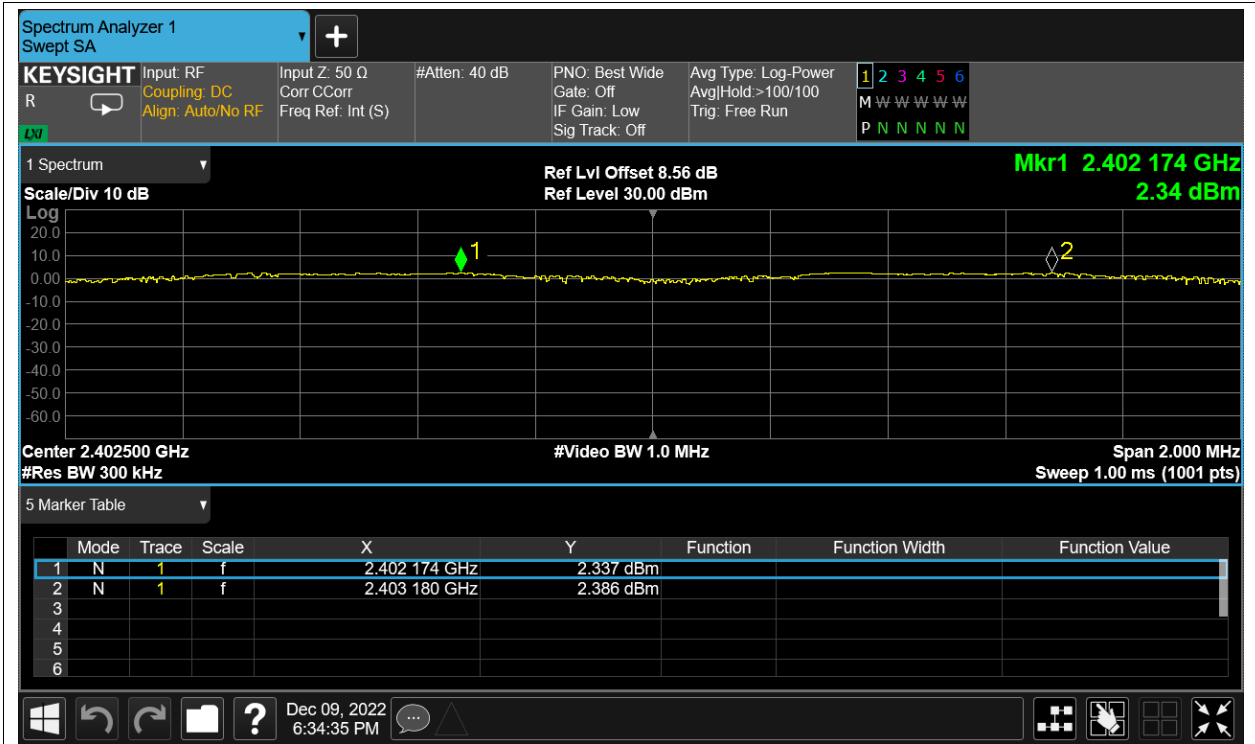 Spectrum Analyzer 1
Swept SA
+
KEYSIGHT
R
LXI
Input: RF
Coupling: DC
Align: Auto/No RF
Input Z: 50 Ω
Corr CCorr
Freq Ref: Int (S)
#Atten: 40 dB
PNO: Best Wide
Gate: Off
IF Gain: Low
Sig Track: Off
Avg Type: Log-Power
Avg|Hold:>100/100
Trig: Free Run
1 2 3 4 5 6
M W W W W W
P N N N N N
1 Spectrum
Scale/Div 10 dB
Ref Lvl Offset 8.56 dB
Ref Level 30.00 dBm
Mkr1 2.402 174 GHz
2.34 dBm
Log
20.0
10.0
0.00
-10.0
-20.0
-30.0
-40.0
-50.0
-60.0
1
2
Center 2.402500 GHz
#Res BW 300 kHz
#Video BW 1.0 MHz
Span 2.000 MHz
Sweep 1.00 ms (1001 pts)
5 Marker Table
Mode Trace Scale X Y Function Function Width Function Value
1 N 1 f 2.402 174 GHz 2.337 dBm
2 N 1 f 2.403 180 GHz 2.386 dBm
3
4
5
6
?
Dec 09, 2022
6:34:35 PM